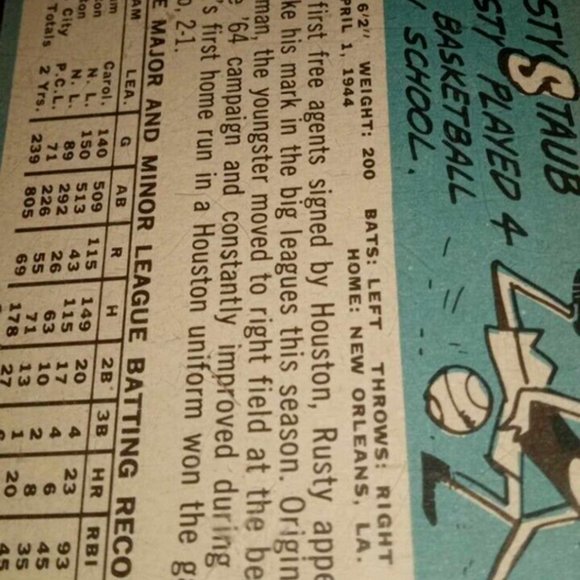 STY STAUB
STY PLAYED 4
BASKETBALL
SCHOOL.
6'2" WEIGHT: 200 BATS: LEFT THROWS: RIGHT
PRIL 1, 1944 HOME: NEW ORLEANS, LA.
first free agents signed by Houston, Rusty appe
ke his mark in the big leagues this season. Origin
man, the youngster moved to right field at the be
e '64 campaign and constantly improved during
's first home run in a Houston uniform won the g
o, 2-1.
E MAJOR AND MINOR LEAGUE BATTING RECO
AM LEA. G AB R H 2B 3B HR RBI
m Carol. 140 509 115 149 20 4 23 93
on N. L. 150 513 43 115 17 4 6 45
on N. L. 89 292 26 63 10 2 8 35
City P.C.L. 71 226 55 71 13 1 20 45
Totals 2 Yrs. 239 805 69 178 27